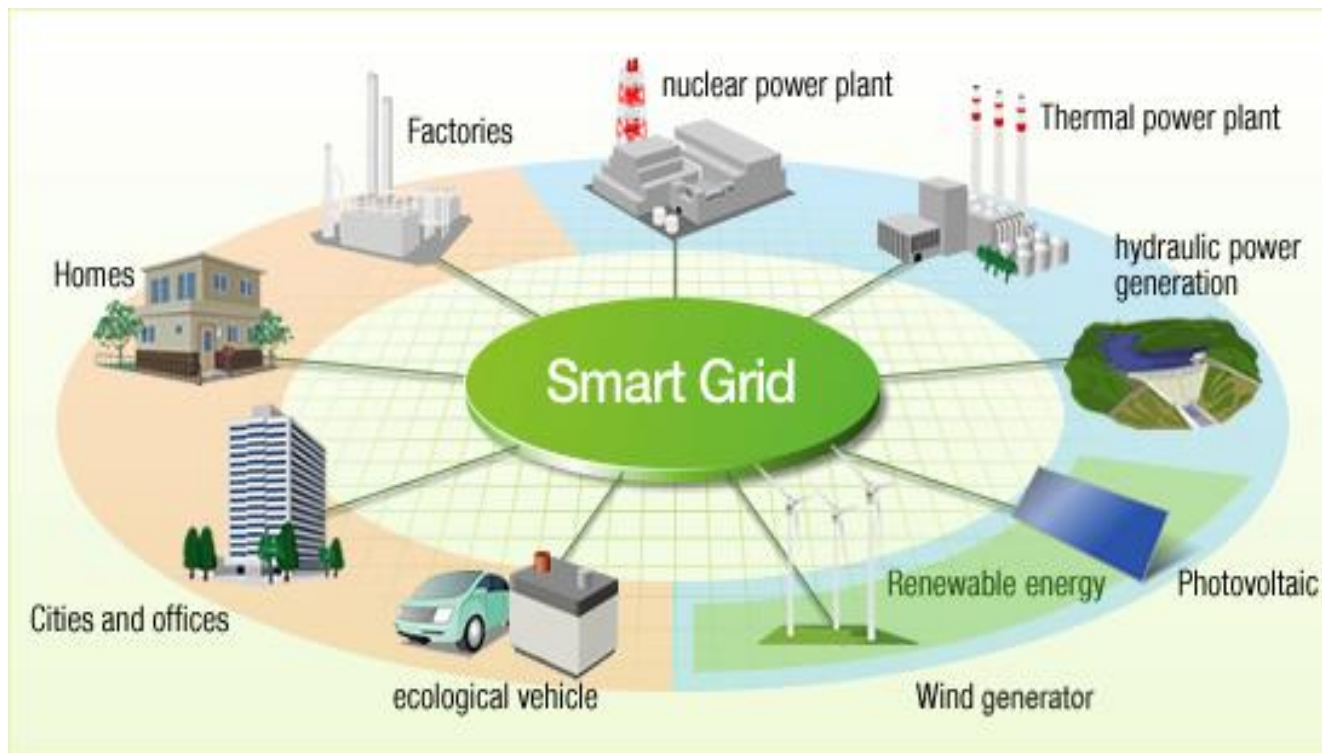 nuclear power plant
Thermal power plant
Factories
hydraulic power
generation
Homes
Smart Grid
Renewable energy
Photovoltaic
Cities and offices
ecological vehicle
Wind generator